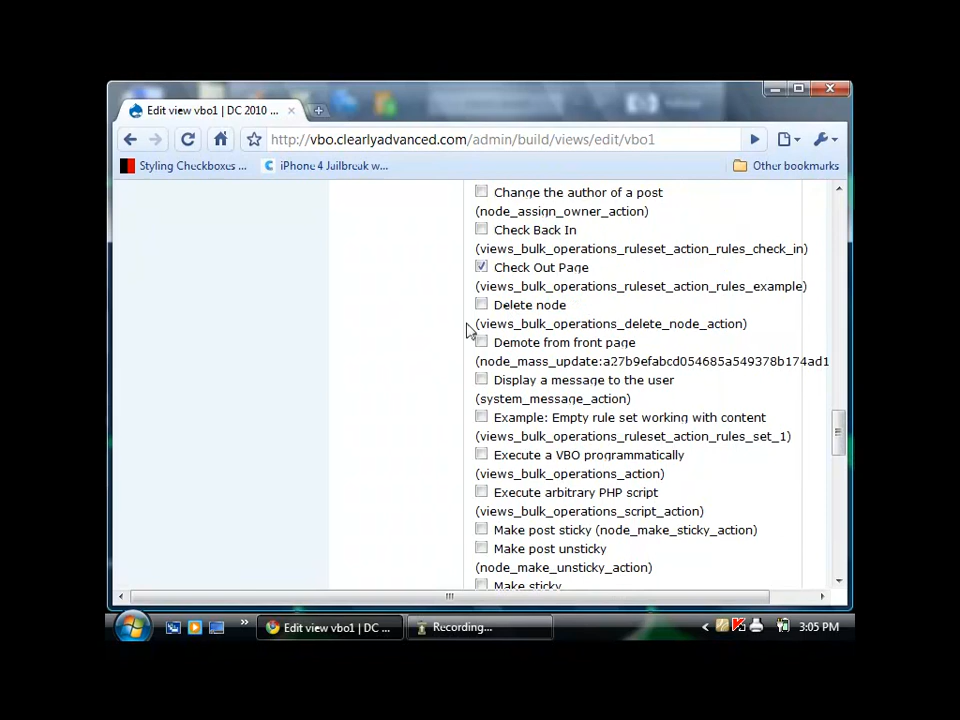 Edit view vbo1 | DC 2010 ...
http://vbo.clearlyadvanced.com/admin/build/views/edit/vbo1
Styling Checkboxes ...
iPhone 4 Jailbreak w...
Other bookmarks
Change the author of a post
(node_assign_owner_action)
Check Back In
(views_bulk_operations_ruleset_action_rules_check_in)
Check Out Page
(views_bulk_operations_ruleset_action_rules_example)
Delete node
(views_bulk_operations_delete_node_action)
Demote from front page
(node_mass_update:a27b9efabcd054685a549378b174ad1
Display a message to the user
(system_message_action)
Example: Empty rule set working with content
(views_bulk_operations_ruleset_action_rules_set_1)
Execute a VBO programmatically
(views_bulk_operations_action)
Execute arbitrary PHP script
(views_bulk_operations_script_action)
Make post sticky (node_make_sticky_action)
Make post unsticky
(node_make_unsticky_action)
Make sticky
Edit view vbo1 | DC ...
Recording...
3:05 PM